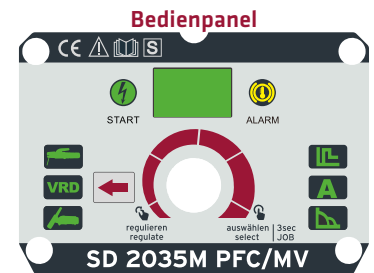 Bedienpanel
CE S
START ALARM
VRD A
regulieren auswählen 3sec
regulate select JOB
SD 2035M PFC/MV